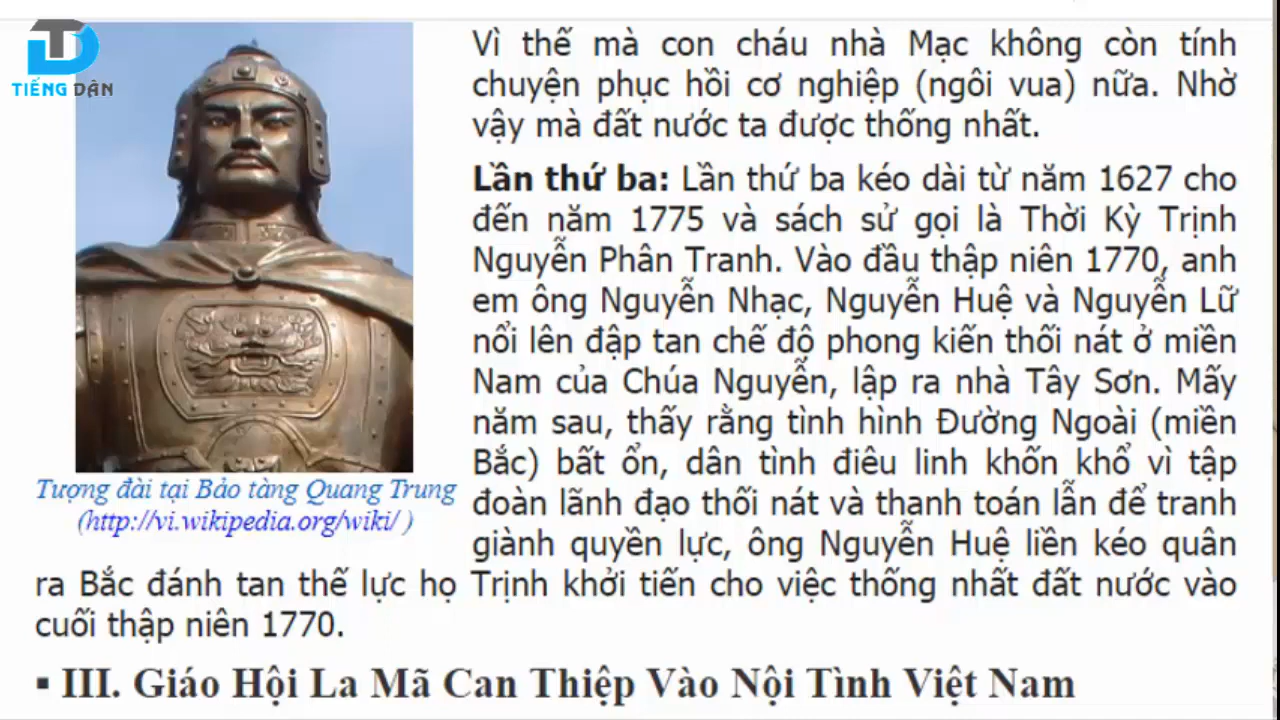 TIẾNG DÂN
Vì thế mà con cháu nhà Mạc không còn tính
chuyện phục hồi cơ nghiệp (ngôi vua) nữa. Nhờ
vậy mà đất nước ta được thống nhất.
Lần thứ ba: Lần thứ ba kéo dài từ năm 1627 cho
đến năm 1775 và sách sử gọi là Thời Kỳ Trịnh
Nguyễn Phân Tranh. Vào đầu thập niên 1770, anh
em ông Nguyễn Nhạc, Nguyễn Huệ và Nguyễn Lữ
nổi lên đập tan chế độ phong kiến thối nát ở miền
Nam của Chúa Nguyễn, lập ra nhà Tây Sơn. Mấy
năm sau, thấy rằng tình hình Đường Ngoài (miền
Bắc) bất ổn, dân tình điêu linh khốn khổ vì tập
đoàn lãnh đạo thối nát và thanh toán lẫn để tranh
giành quyền lực, ông Nguyễn Huệ liền kéo quân
ra Bắc đánh tan thế lực họ Trịnh khởi tiến cho việc thống nhất đất nước vào
cuối thập niên 1770.
Tượng đài tại Bảo tàng Quang Trung
(http://vi.wikipedia.org/wiki/ )
▪ III. Giáo Hội La Mã Can Thiệp Vào Nội Tình Việt Nam